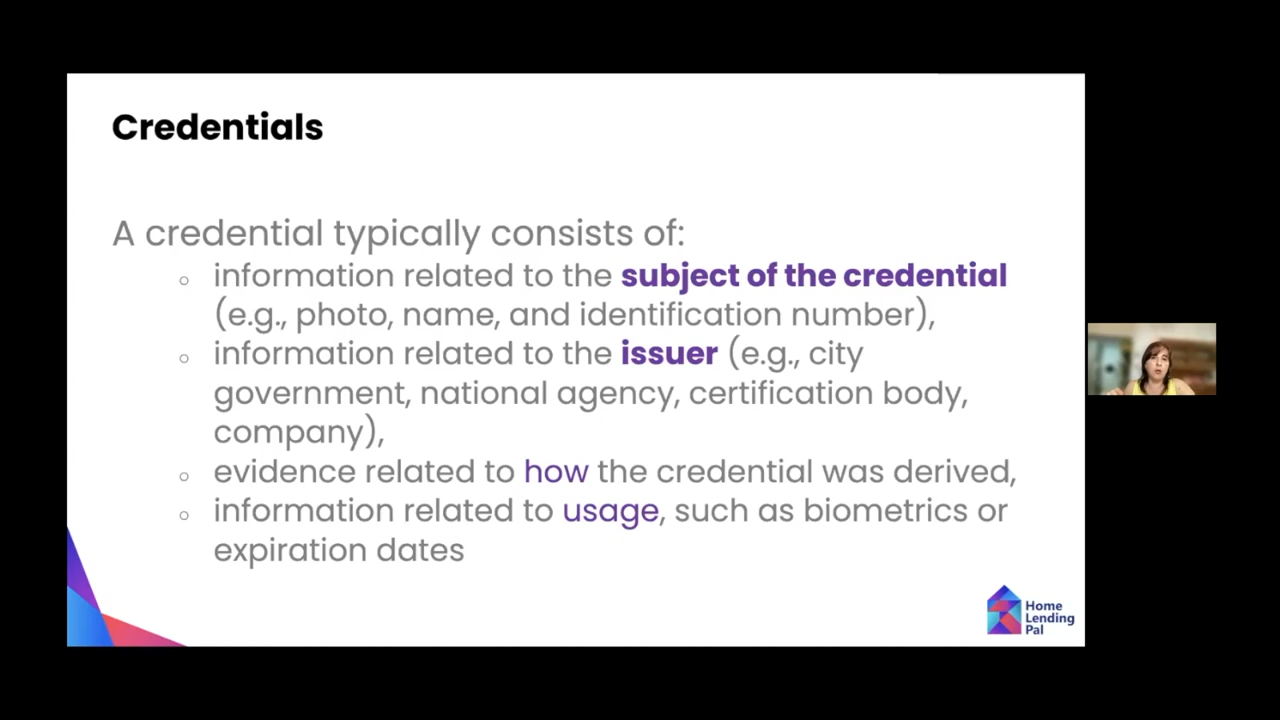 Credentials
A credential typically consists of:
○ information related to the subject of the credential
(e.g., photo, name, and identification number),
○ information related to the issuer (e.g., city
government, national agency, certification body,
company),
○ evidence related to how the credential was derived,
○ information related to usage, such as biometrics or
expiration dates
Home
Lending
Pal